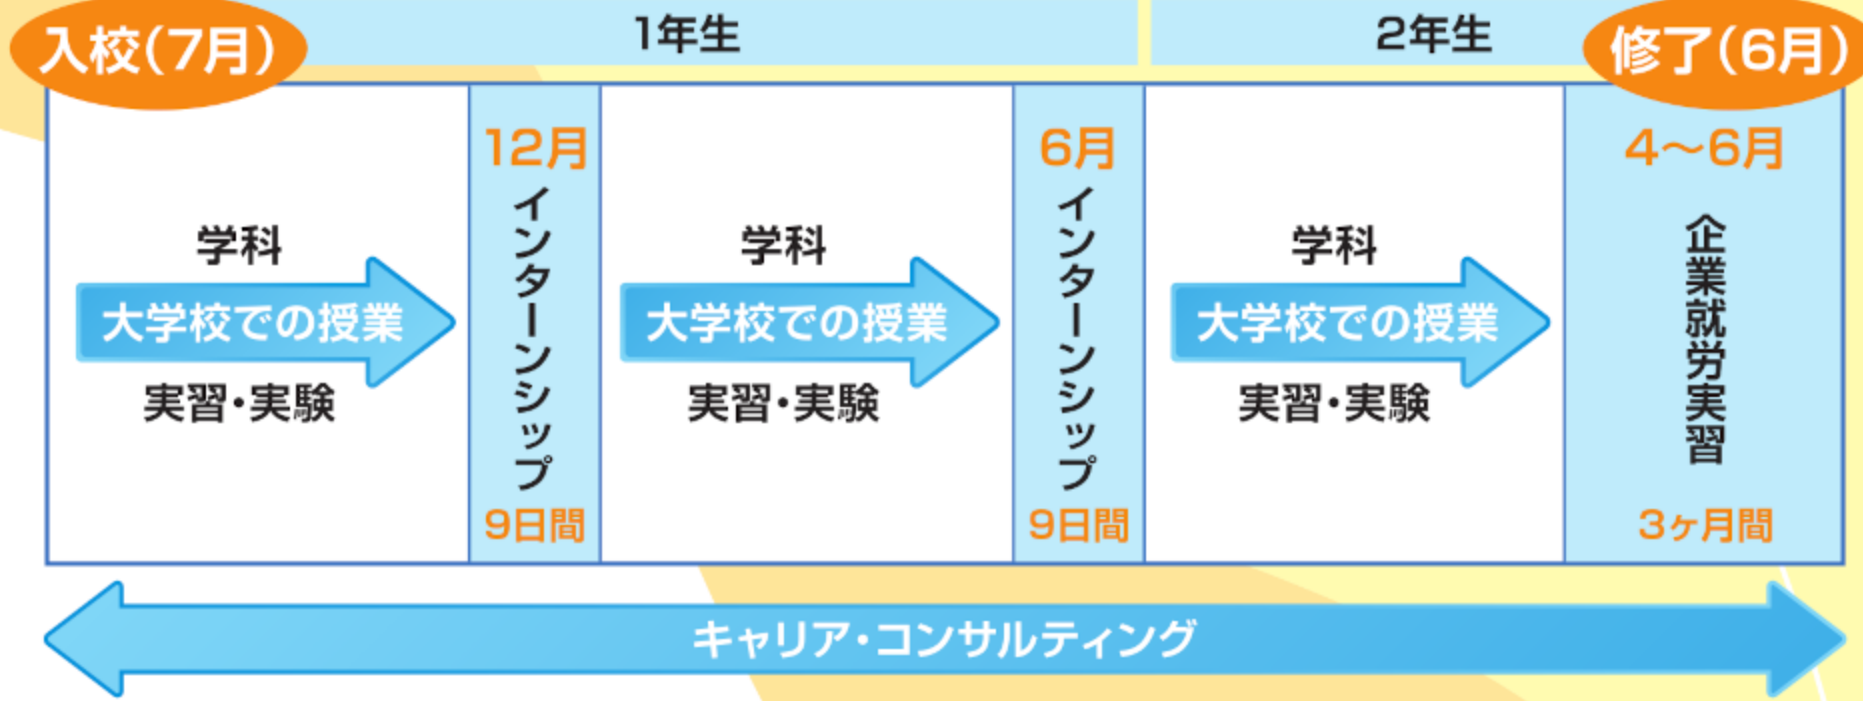 入校(7月)
1年生
2年生
修了(6月)
学科
大学校での授業
実習・実験
12月
インターンシップ
9日間
学科
大学校での授業
実習・実験
6月
インターンシップ
9日間
学科
大学校での授業
実習・実験
4〜6月
企業就労実習
3ヶ月間
キャリア・コンサルティング